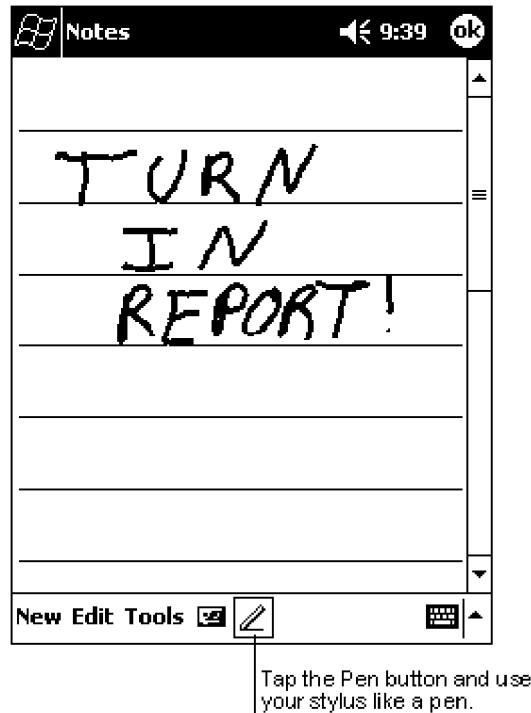 Notes 9:39 ok
TURN
IN
REPORT!
New Edit Tools
Tap the Pen button and use
your stylus like a pen.